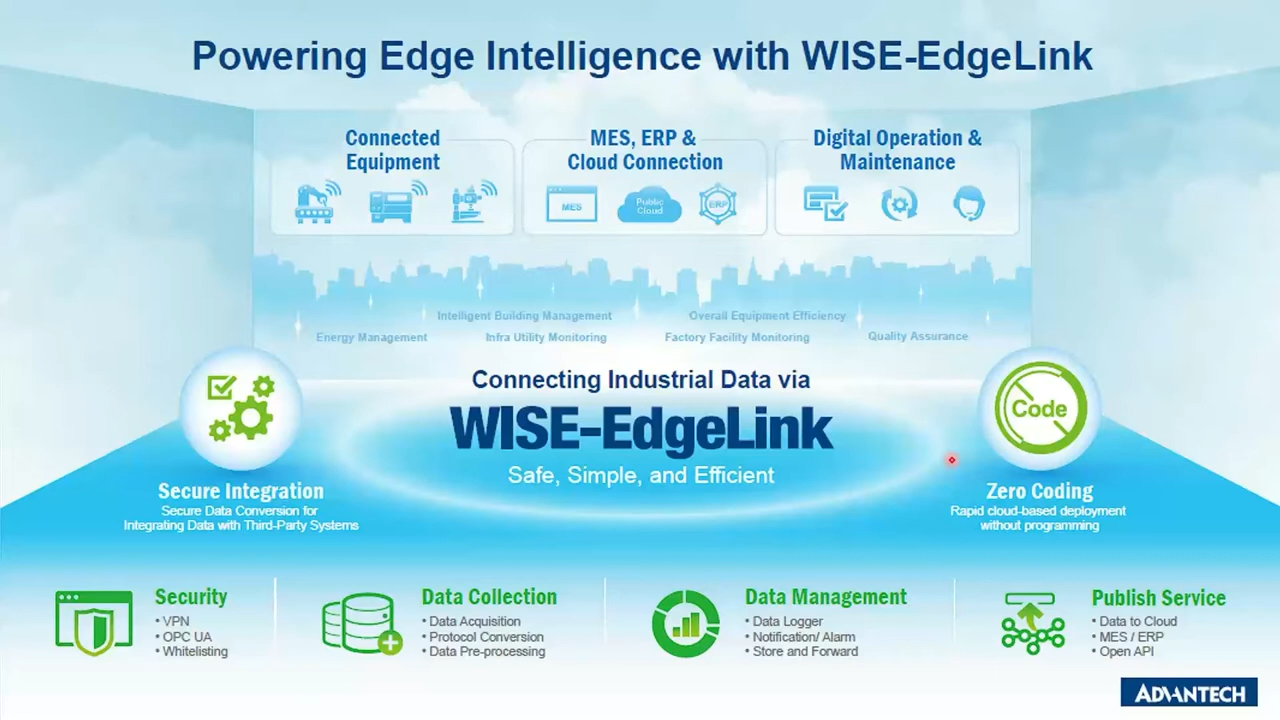 Powering Edge Intelligence with WISE-EdgeLink
Connected
Equipment
MES, ERP &
Cloud Connection
MES
Public
Cloud
ERP
Digital Operation &
Maintenance
Intelligent Building Management
Overall Equipment Efficiency
Energy Management
Infra Utility Monitoring
Factory Facility Monitoring
Quality Assurance
Connecting Industrial Data via
WISE-EdgeLink
Safe, Simple, and Efficient
Secure Integration
Secure Data Conversion for
Integrating Data with Third-Party Systems
Code
Zero Coding
Rapid cloud-based deployment
without programming
Security
• VPN
• OPC UA
• Whitelisting
Data Collection
• Data Acquisition
• Protocol Conversion
• Data Pre-processing
Data Management
• Data Logger
• Notification/ Alarm
• Store and Forward
Publish Service
• Data to Cloud
• MES / ERP
• Open API
ADVANTECH